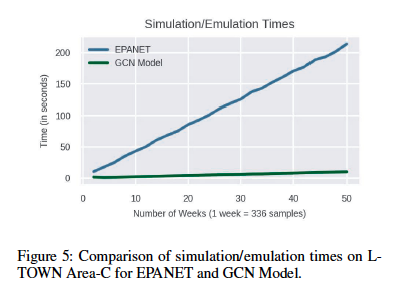 Simulation/Emulation Times
EPANET
GCN Model
200
150
100
50
0
Time (in seconds)
0 10 20 30 40 50
Number of Weeks (1 week = 336 samples)
Figure 5: Comparison of simulation/emulation times on L-
TOWN Area-C for EPANET and GCN Model.